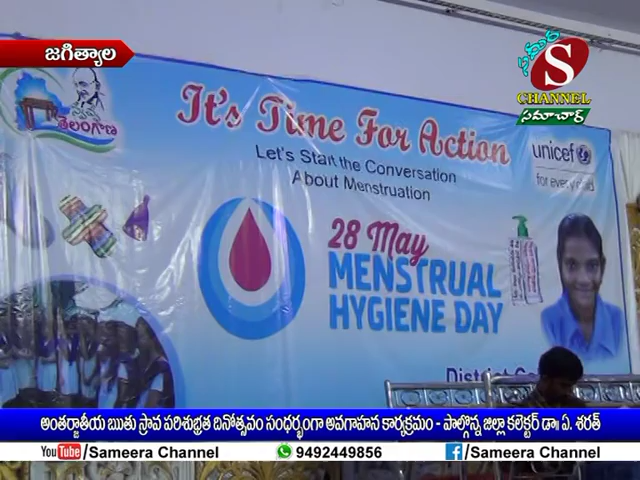 జగిత్యాల
సమీర
S
CHANNEL
సమాచార్
తెలంగాణ
It's Time For Action
Let's Start the Conversation
About Menstruation
unicef
for every child
28 May
MENSTRUAL
HYGIENE DAY
District
అంతర్జాతీయ ఋతు స్రావ పరిశుభ్రత దినోత్సవం సందర్భంగా అవగాహన కార్యక్రమం - పాల్గొన్న జిల్లా కలెక్టర్ డా॥ ఏ. శరత్
YouTube /Sameera Channel 9492449856 f/Sameera Channel